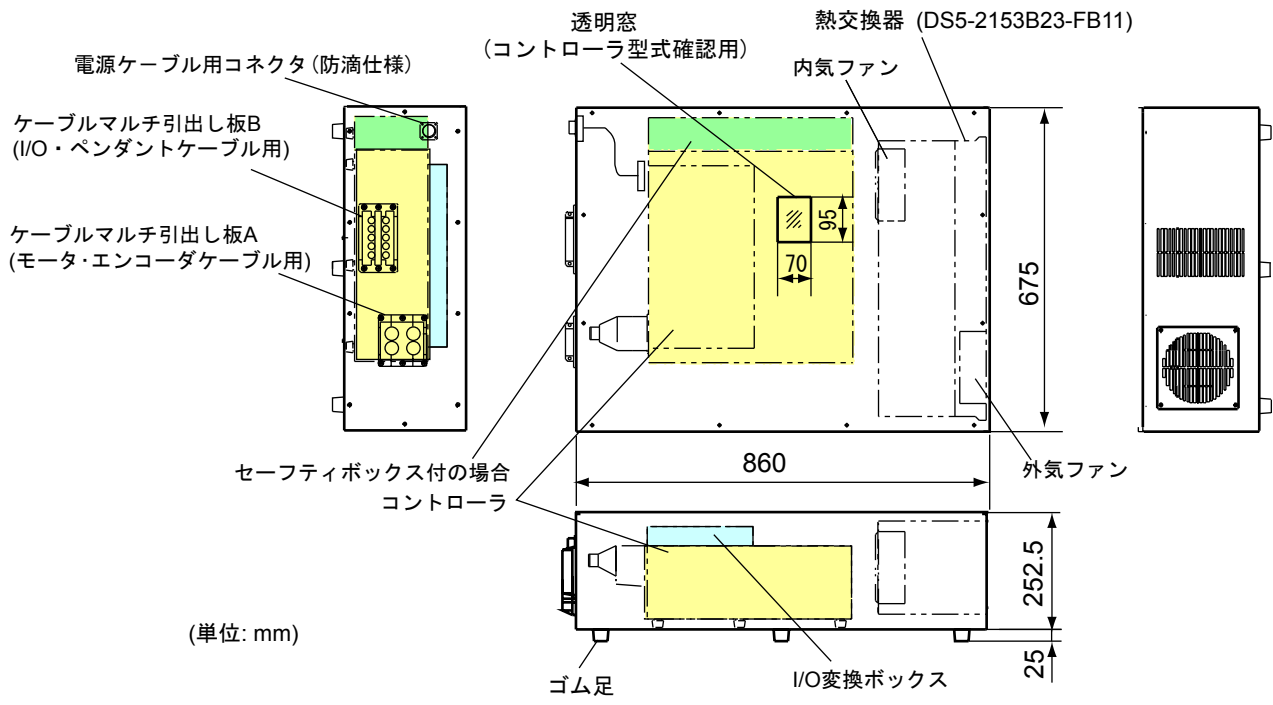 透明窓
(コントローラ型式確認用)
熱交換器 (DS5-2153B23-FB11)
電源ケーブル用コネクタ(防滴仕様)
内気ファン
ケーブルマルチ引出し板B
(I/O・ペンダントケーブル用)
ケーブルマルチ引出し板A
(モータ・エンコーダケーブル用)
95
70
675
セーフティボックス付の場合
コントローラ
860
外気ファン
252.5
25
(単位: mm)
ゴム足
I/O変換ボックス